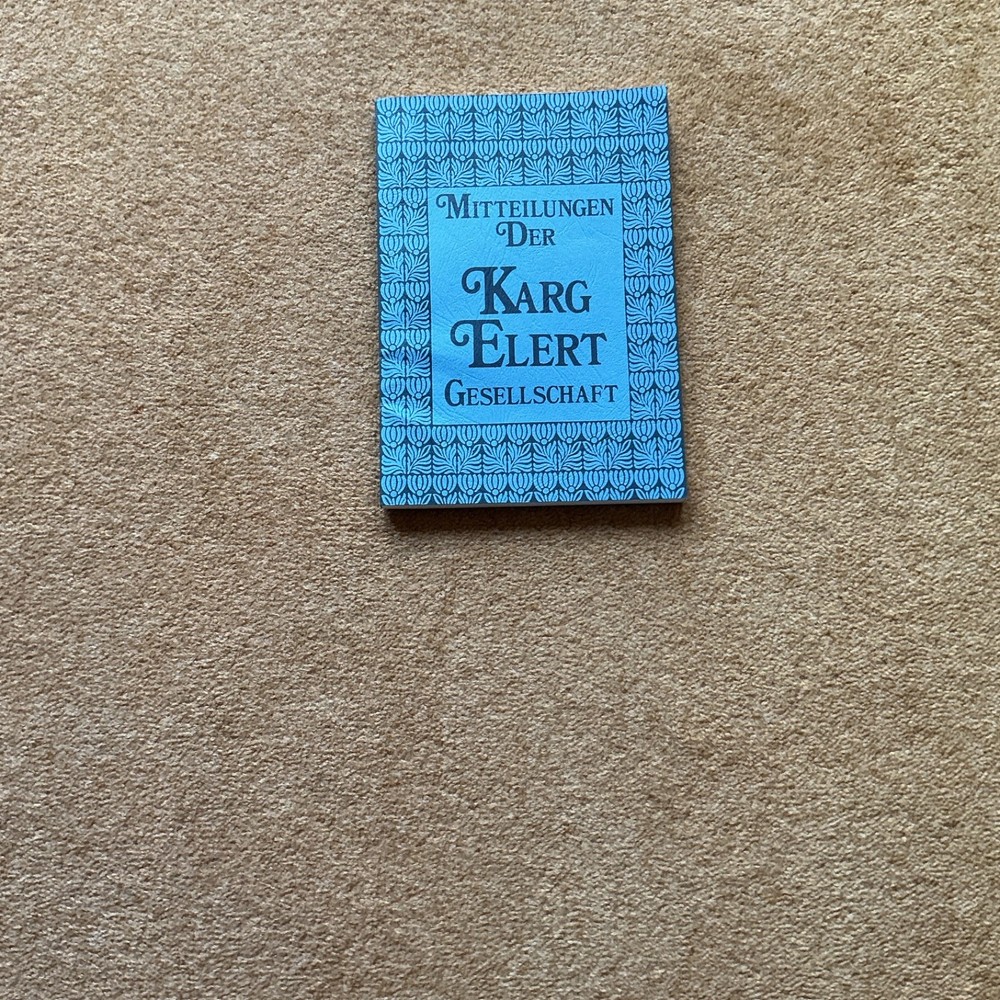 Mitteilungen
Der
Karg
Elert
Gesellschaft